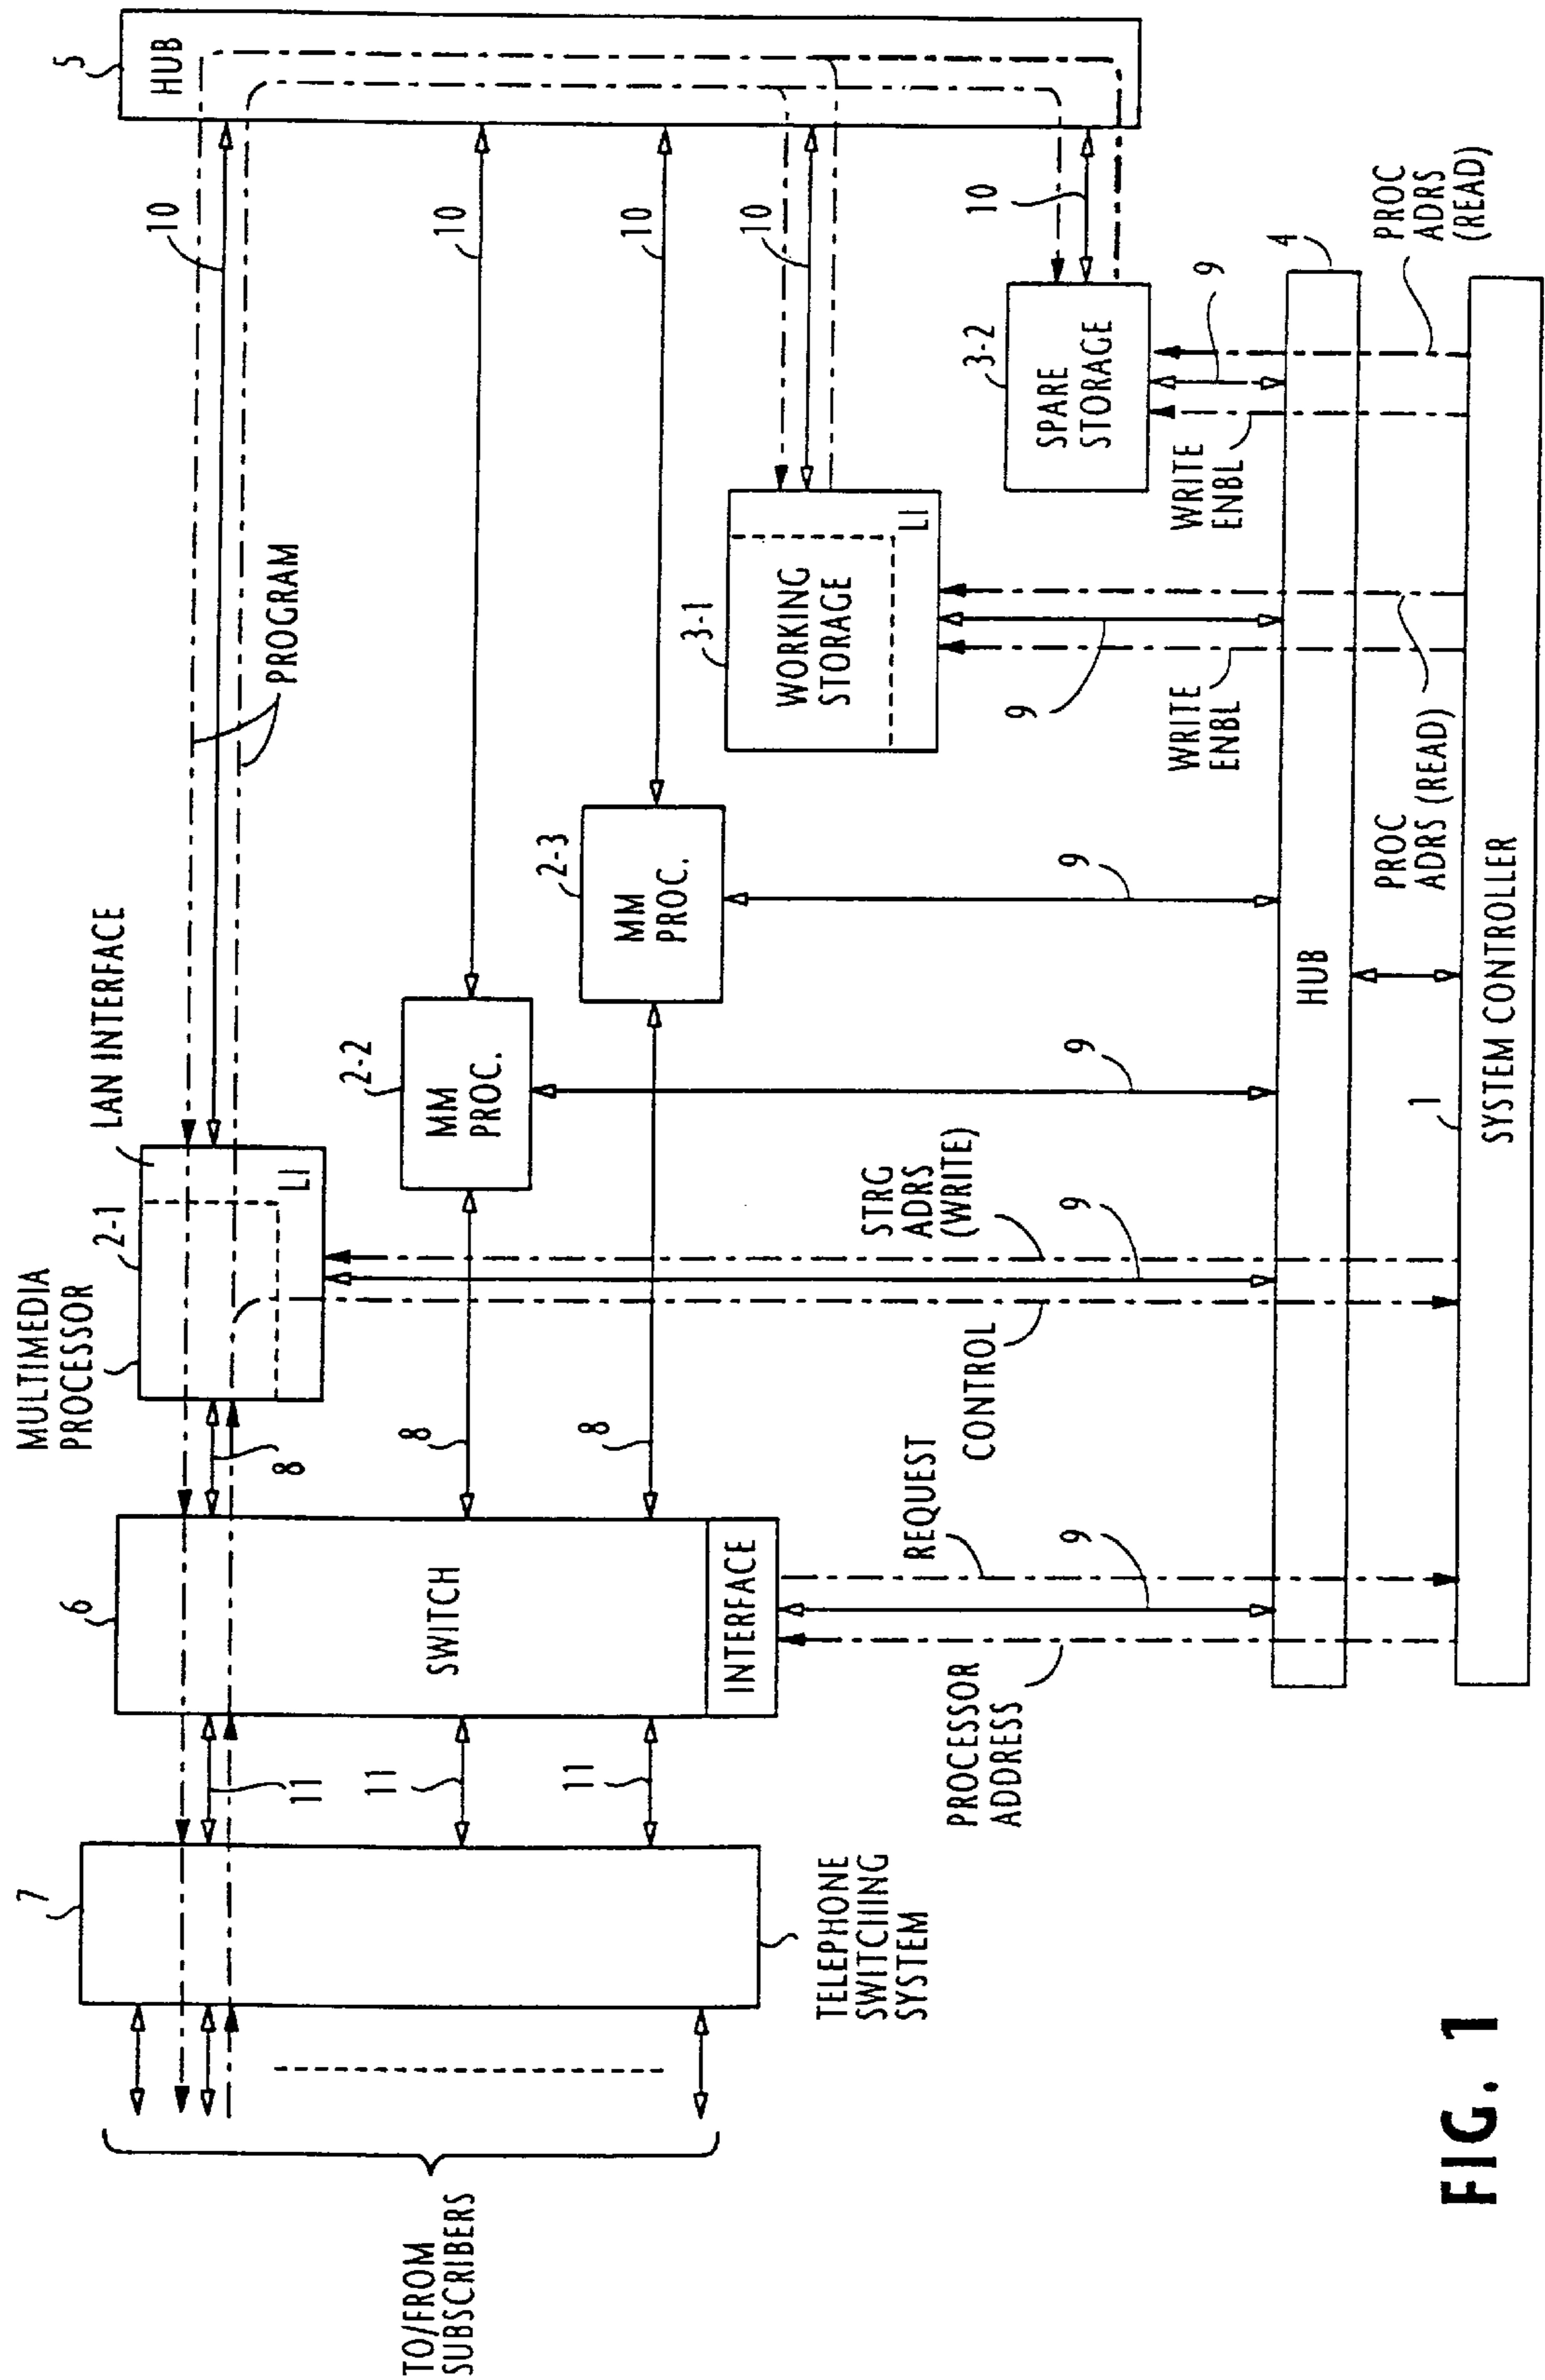 5
HUB
10
10
10
10
10
PROGRAM
LAN INTERFACE
MULTIMEDIA
PROCESSOR
2-1
LI
2-2
MM
PROC.
2-3
MM
PROC.
3-1
WORKING
STORAGE
LI
3-2
SPARE
STORAGE
6
SWITCH
INTERFACE
8
8
8
7
TELEPHONE
SWITCHING
SYSTEM
11
11
11
TO/FROM
SUBSCRIBERS
PROCESSOR
ADDRESS
REQUEST
9
CONTROL
STRG
ADRS
(WRITE)
9
9
9
9
WRITE
ENBL
PROC
ADRS (READ)
WRITE
ENBL
9
PROC
ADRS
(READ)
4
HUB
1
SYSTEM CONTROLLER
FIG. 1